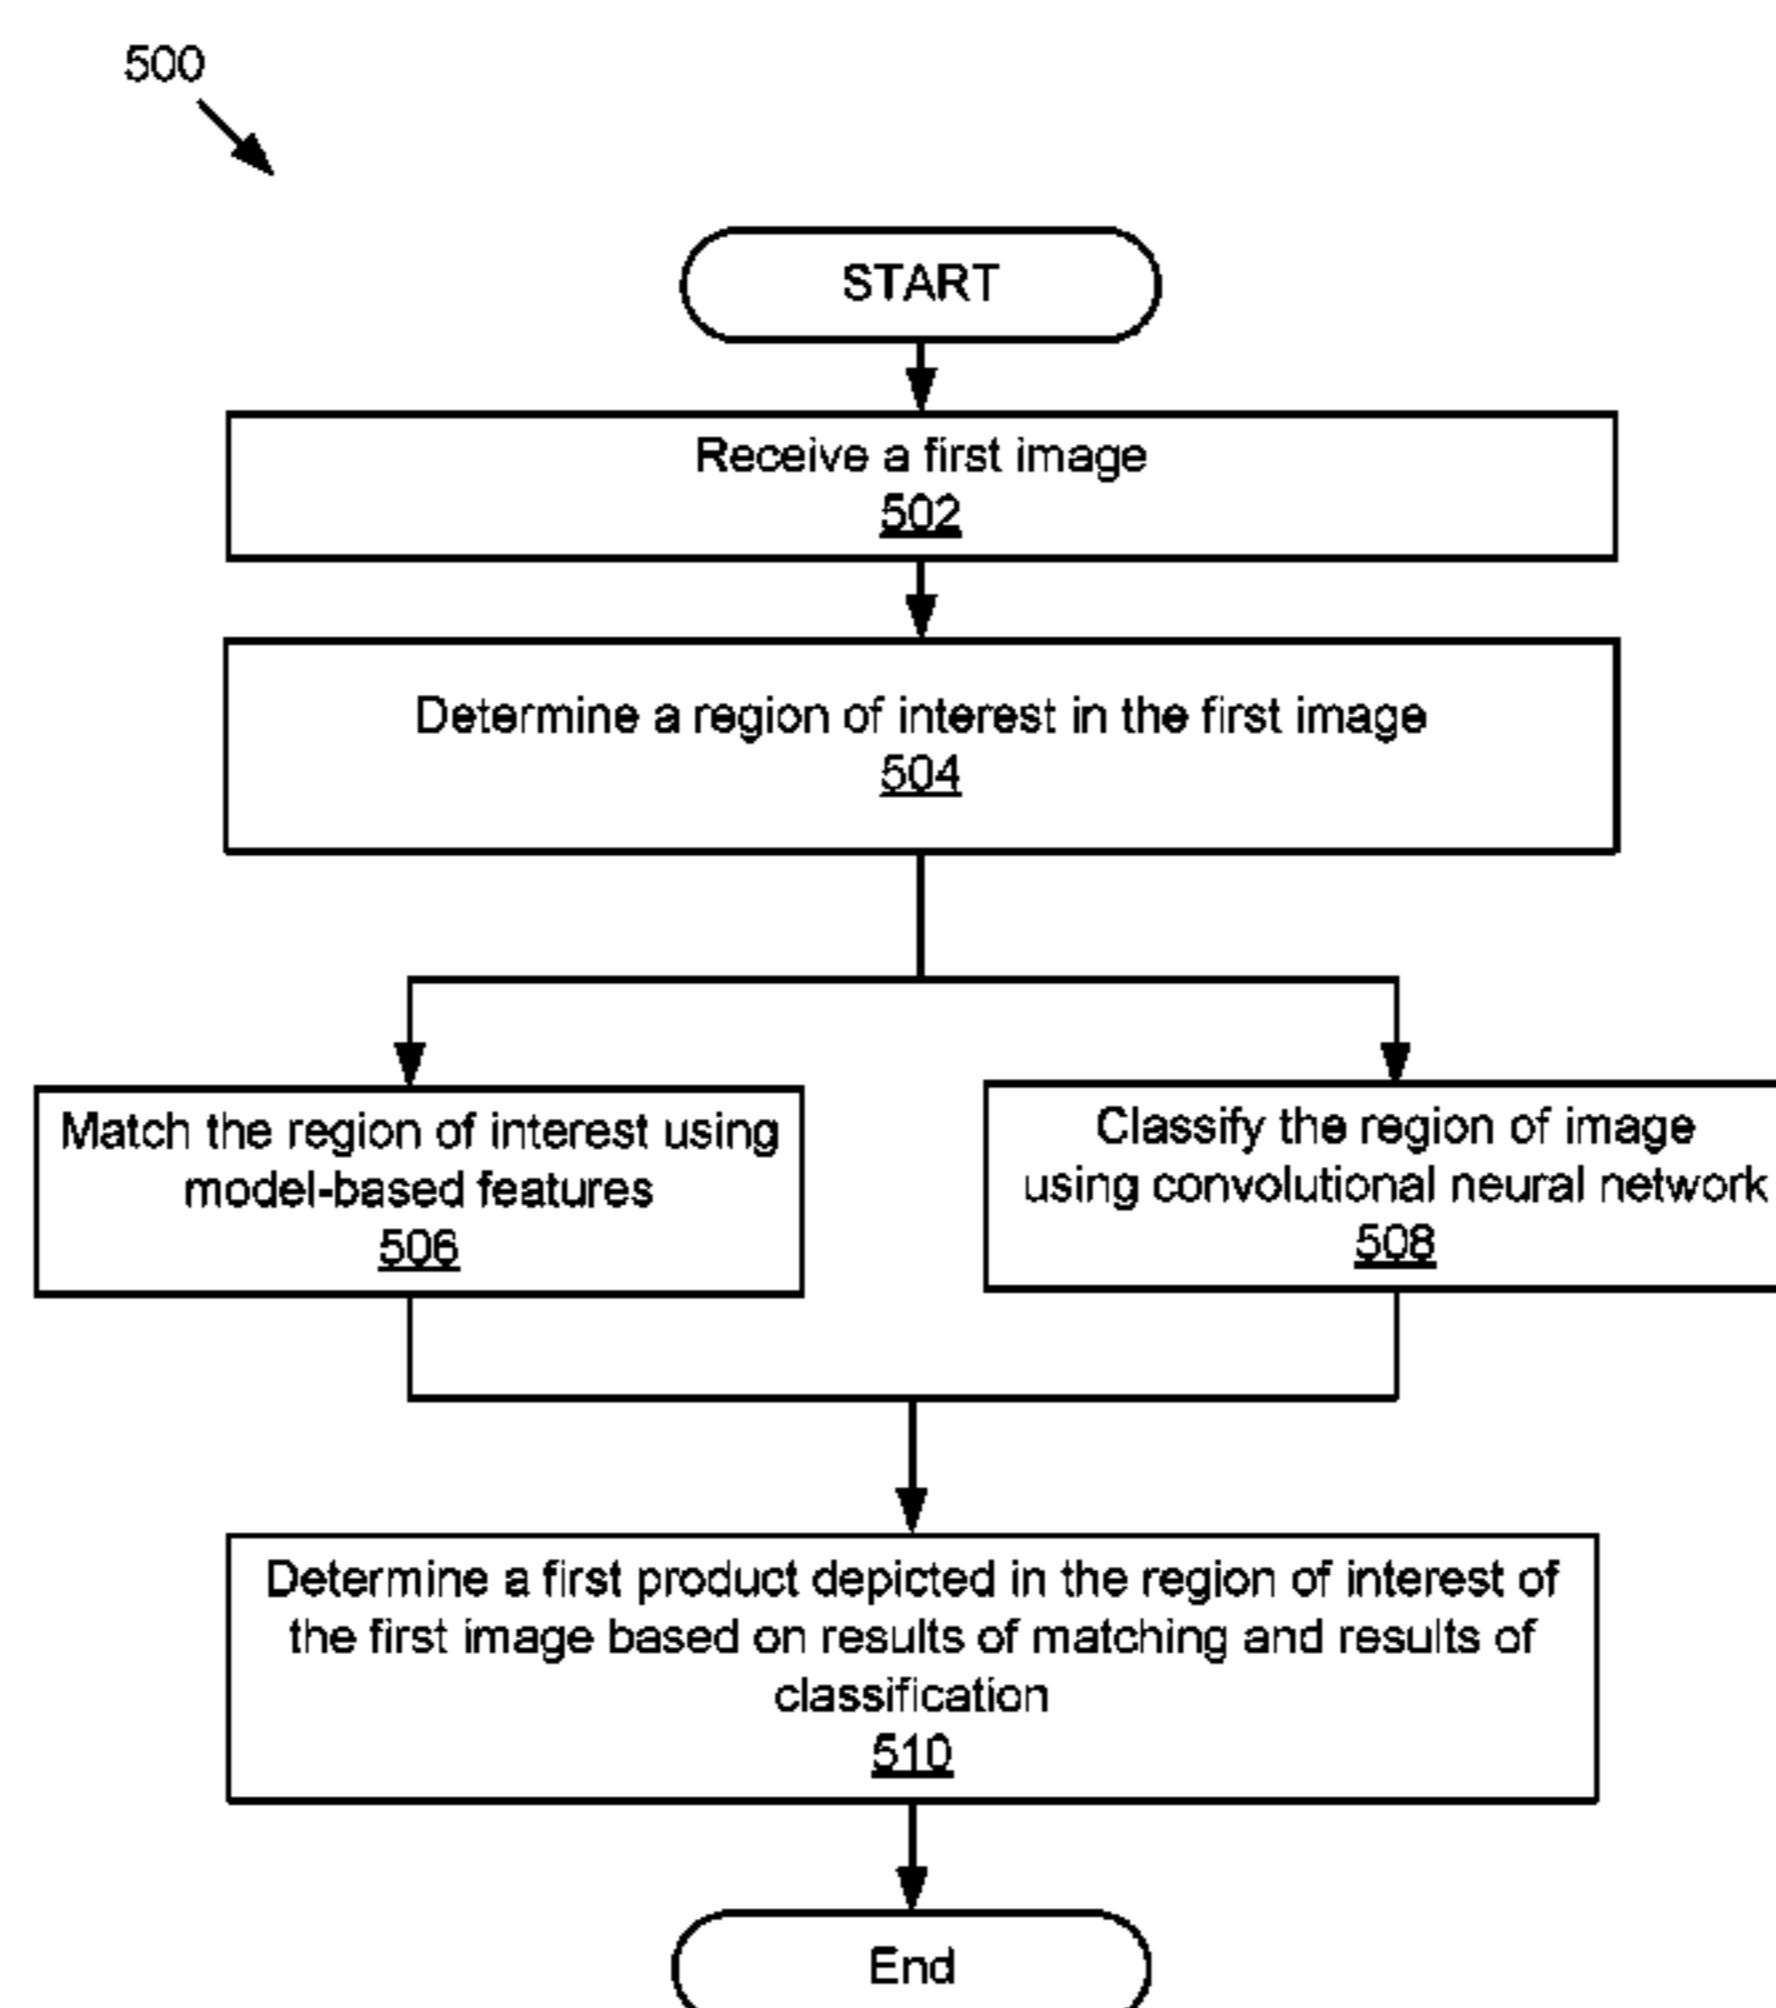 500
START
Receive a first image
502
Determine a region of interest in the first image
504
Match the region of interest using
model-based features
506
Classify the region of image
using convolutional neural network
508
Determine a first product depicted in the region of interest of
the first image based on results of matching and results of
classification
510
End